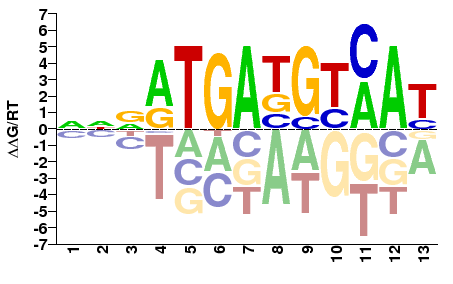 7
6
5
4
3
2
1
0
-1
-2
-3
-4
-5
-6
-7
ΔΔG/RT
A C
A T C
G A C
A G T
T A C G
G T A C
A C G T
T G C A
G C A T
T C G
C A G T
A C G T
T C G A
1 2 3 4 5 6 7 8 9 10 11 12 13